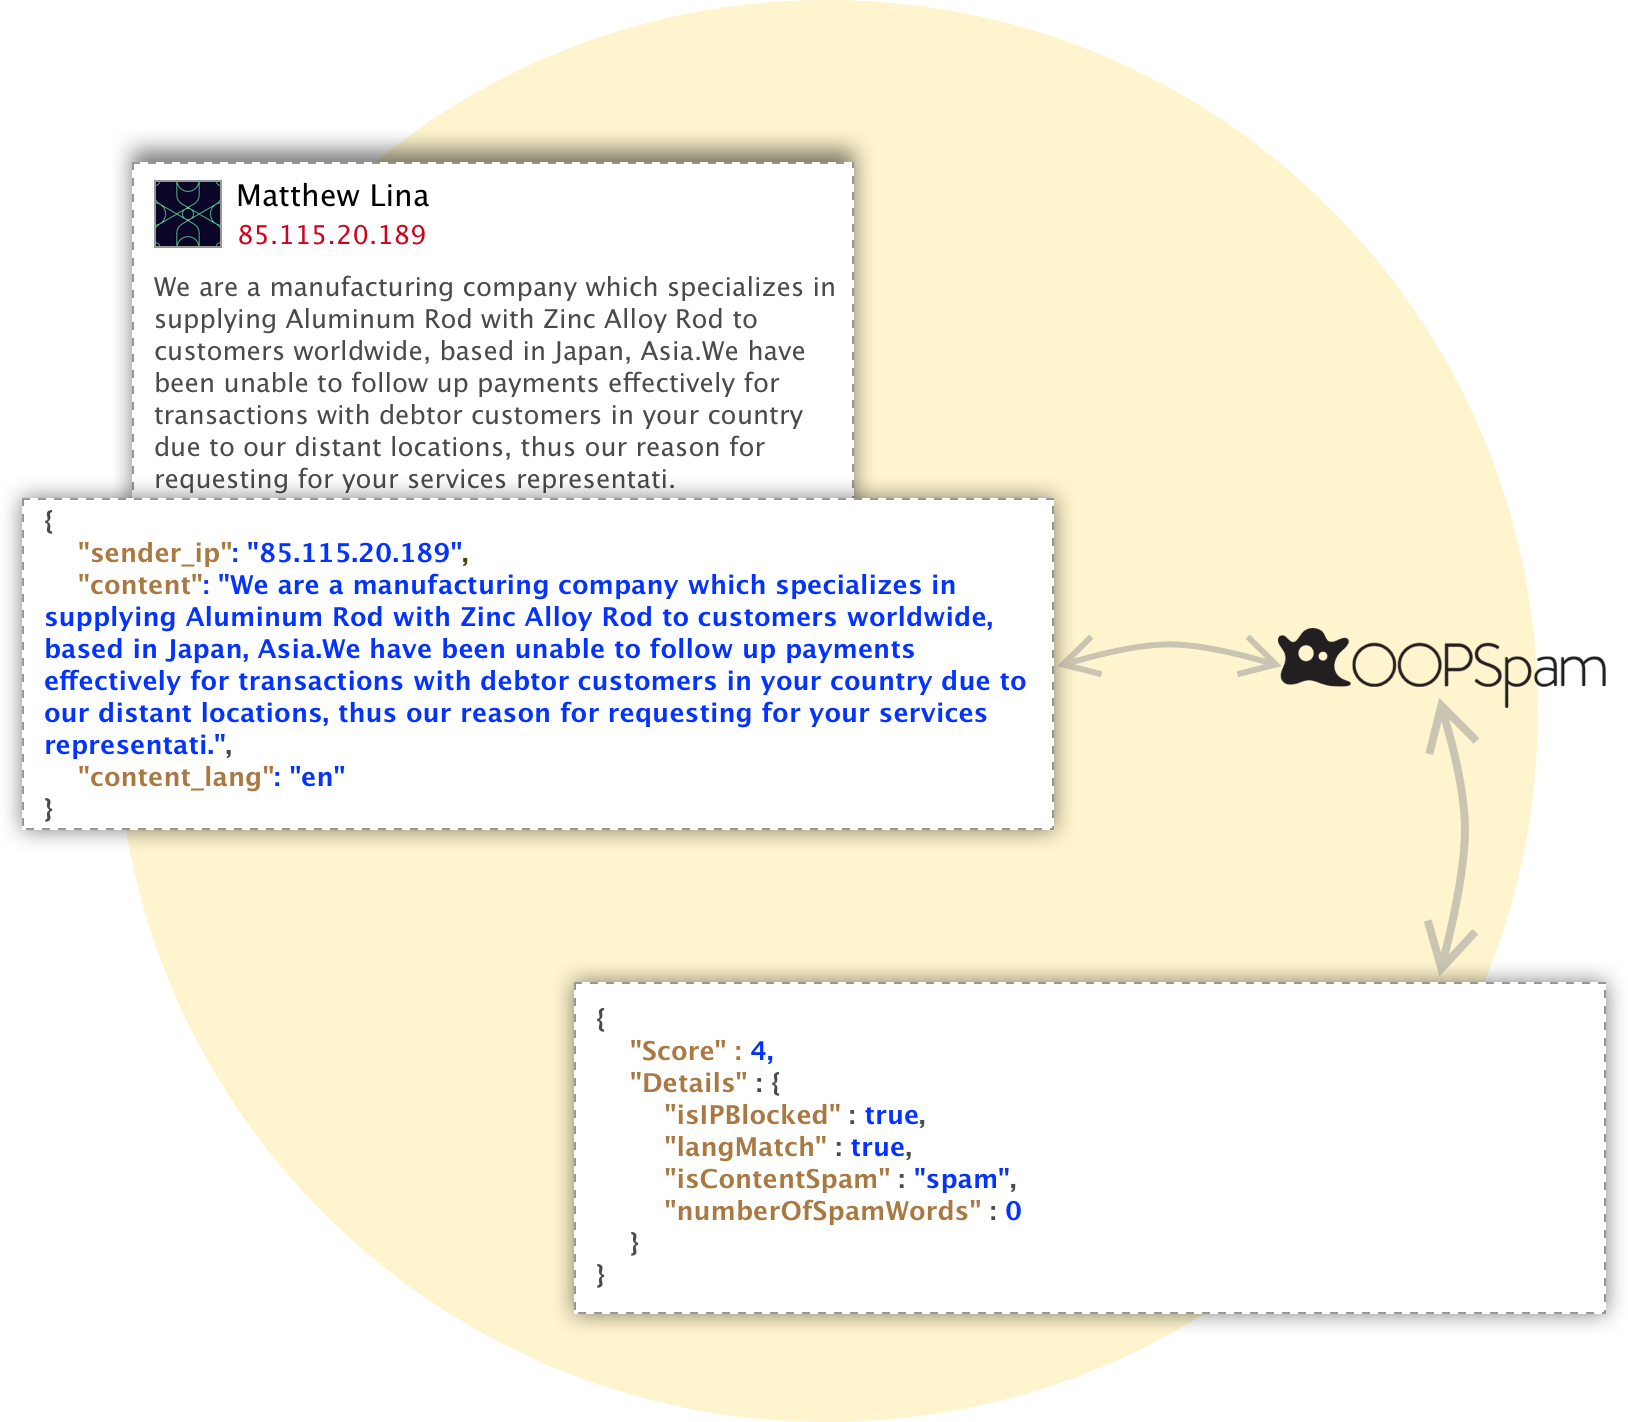 Matthew Lina
85.115.20.189
We are a manufacturing company which specializes in
supplying Aluminum Rod with Zinc Alloy Rod to
customers worldwide, based in Japan, Asia.We have
been unable to follow up payments effectively for
transactions with debtor customers in your country
due to our distant locations, thus our reason for
requesting for your services representati.
{
"sender_ip": "85.115.20.189",
"content": "We are a manufacturing company which specializes in
supplying Aluminum Rod with Zinc Alloy Rod to customers worldwide,
based in Japan, Asia.We have been unable to follow up payments
effectively for transactions with debtor customers in your country due to
our distant locations, thus our reason for requesting for your services
representati.",
"content_lang": "en"
}
OOPSpam
{
"Score" : 4,
"Details" : {
"isIPBlocked" : true,
"langMatch" : true,
"isContentSpam" : "spam",
"numberOfSpamWords" : 0
}
}